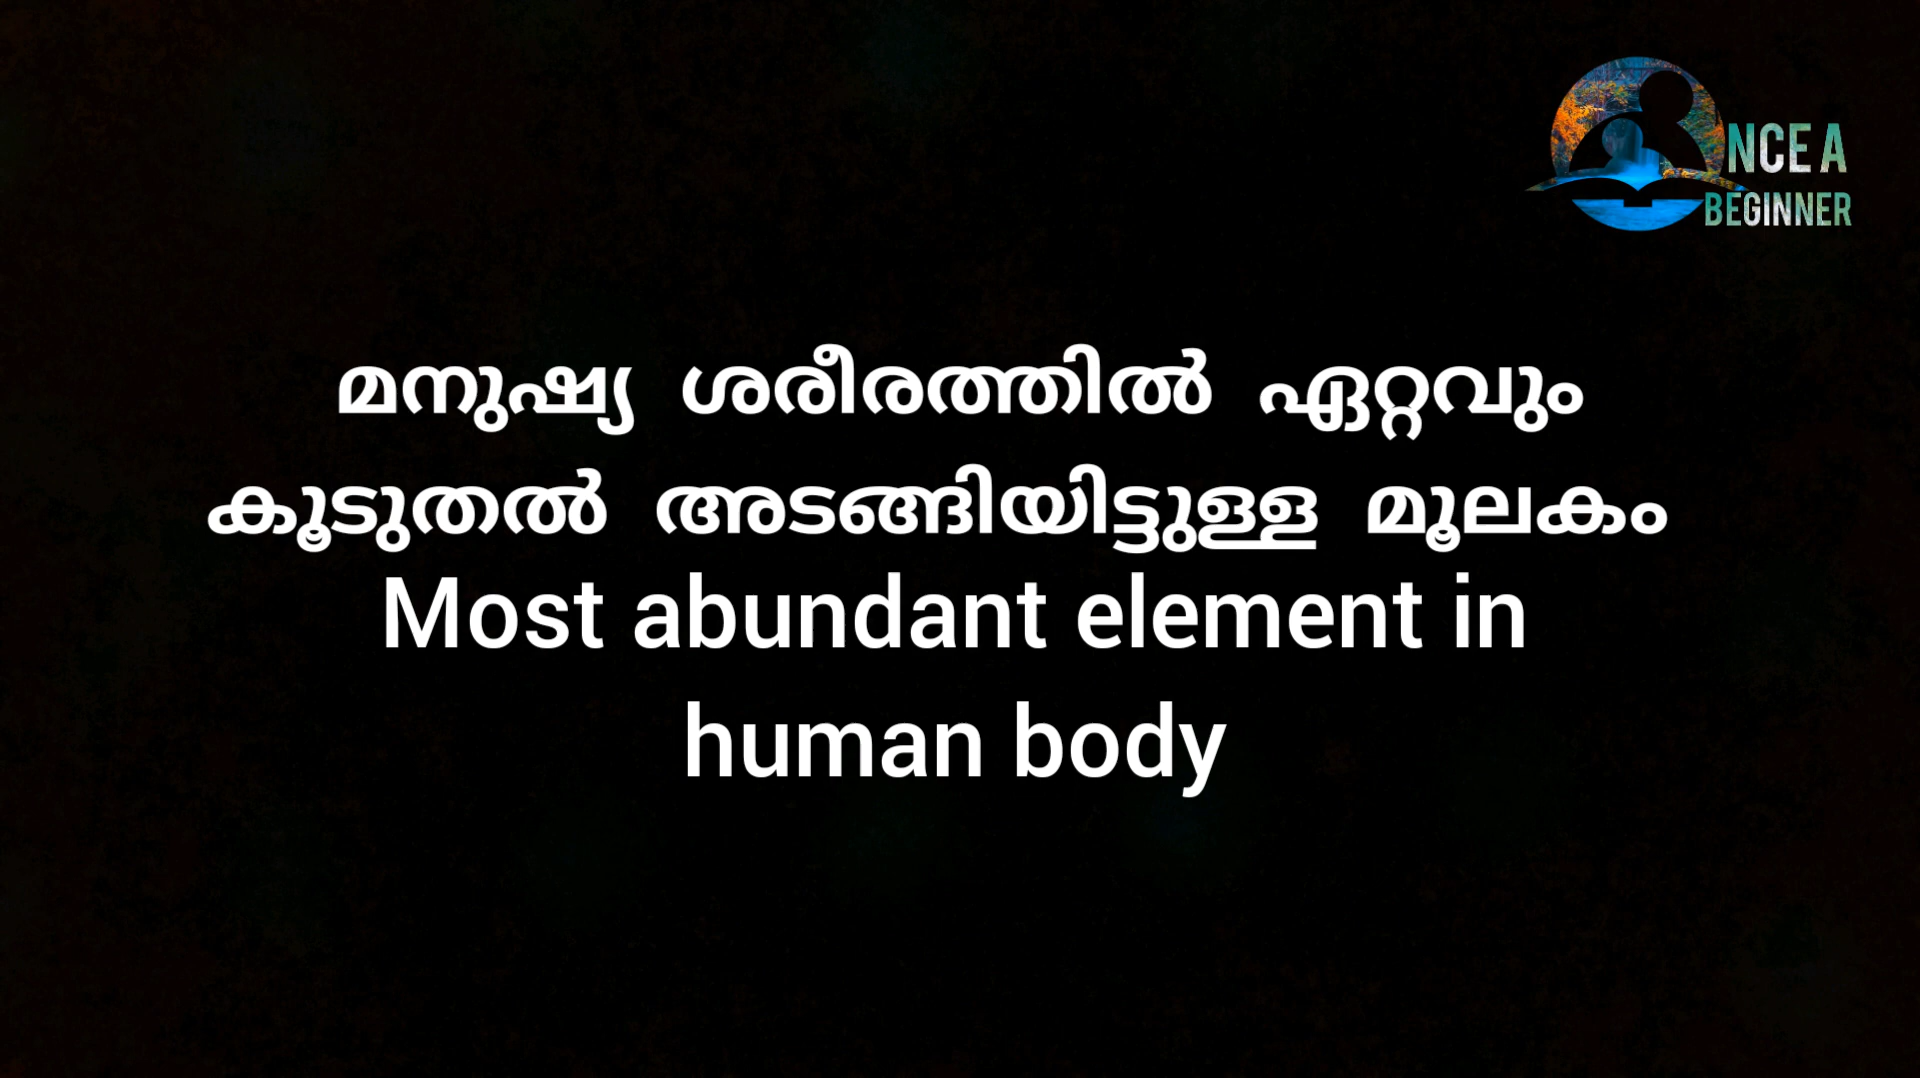 NCE A
BEGINNER
മനുഷ്യ ശരീരത്തിൽ ഏറ്റവും
കൂടുതൽ അടങ്ങിയിട്ടുള്ള മൂലകം
Most abundant element in
human body